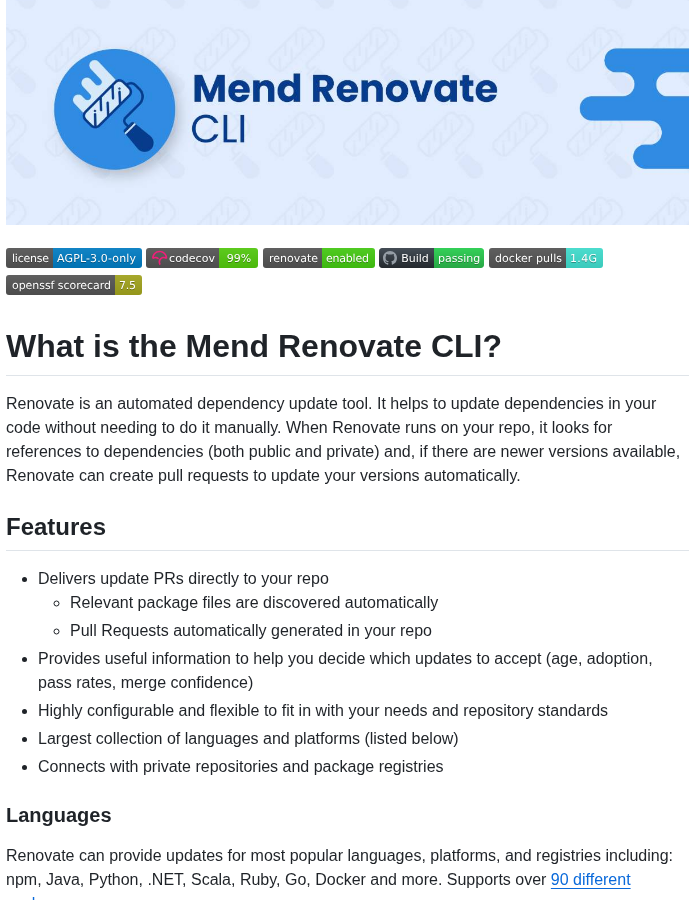 Mend Renovate
CLI
license AGPL-3.0-only codecov 99% renovate enabled Build passing docker pulls 1.4G
openssf scorecard 7.5
What is the Mend Renovate CLI?
Renovate is an automated dependency update tool. It helps to update dependencies in your
code without needing to do it manually. When Renovate runs on your repo, it looks for
references to dependencies (both public and private) and, if there are newer versions available,
Renovate can create pull requests to update your versions automatically.
Features
Delivers update PRs directly to your repo
Relevant package files are discovered automatically
Pull Requests automatically generated in your repo
Provides useful information to help you decide which updates to accept (age, adoption,
pass rates, merge confidence)
Highly configurable and flexible to fit in with your needs and repository standards
Largest collection of languages and platforms (listed below)
Connects with private repositories and package registries
Languages
Renovate can provide updates for most popular languages, platforms, and registries including:
npm, Java, Python, .NET, Scala, Ruby, Go, Docker and more. Supports over 90 different